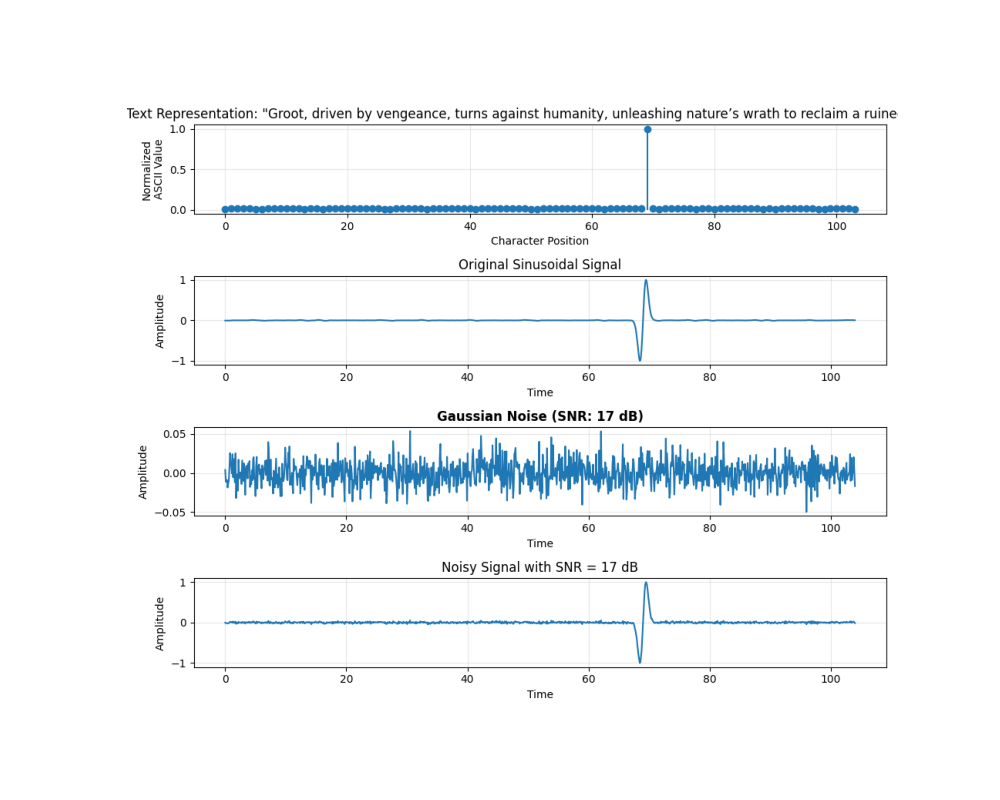 Text Representation: "Groot, driven by vengeance, turns against humanity, unleashing nature’s wrath to reclaim a ruine
Normalized
ASCII Value
1.0
0.5
0.0
0 20 40 60 80 100
Character Position
Original Sinusoidal Signal
Amplitude
1
0
−1
0 20 40 60 80 100
Time
Gaussian Noise (SNR: 17 dB)
Amplitude
0.05
0.00
−0.05
0 20 40 60 80 100
Time
Noisy Signal with SNR = 17 dB
Amplitude
1
0
−1
0 20 40 60 80 100
Time